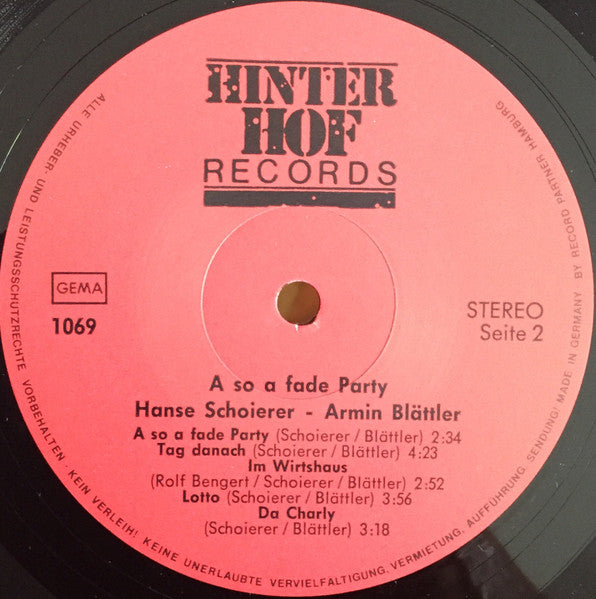 HINTER
HOF
RECORDS
GEMA
1069
STEREO
Seite 2
A so a fade Party
Hanse Schoierer - Armin Blättler
A so a fade Party (Schoierer / Blättler) 2:34
Tag danach (Schoierer / Blättler) 4:23
Im Wirtshaus
(Rolf Bengert / Schoierer / Blättler) 2:52
Lotto (Schoierer / Blättler) 3:56
Da Charly
(Schoierer / Blättler) 3:18
ALLE URHEBER- UND LEISTUNGSSCHUTZRECHTE VORBEHALTEN · KEIN VERLEIH! KEINE UNERLAUBTE VERVIELFALTIGUNG, VERMIETUNG, AUFFÜHRUNG, SENDUNG! MADE IN GERMANY BY RECORD PARTNER HAMBURG